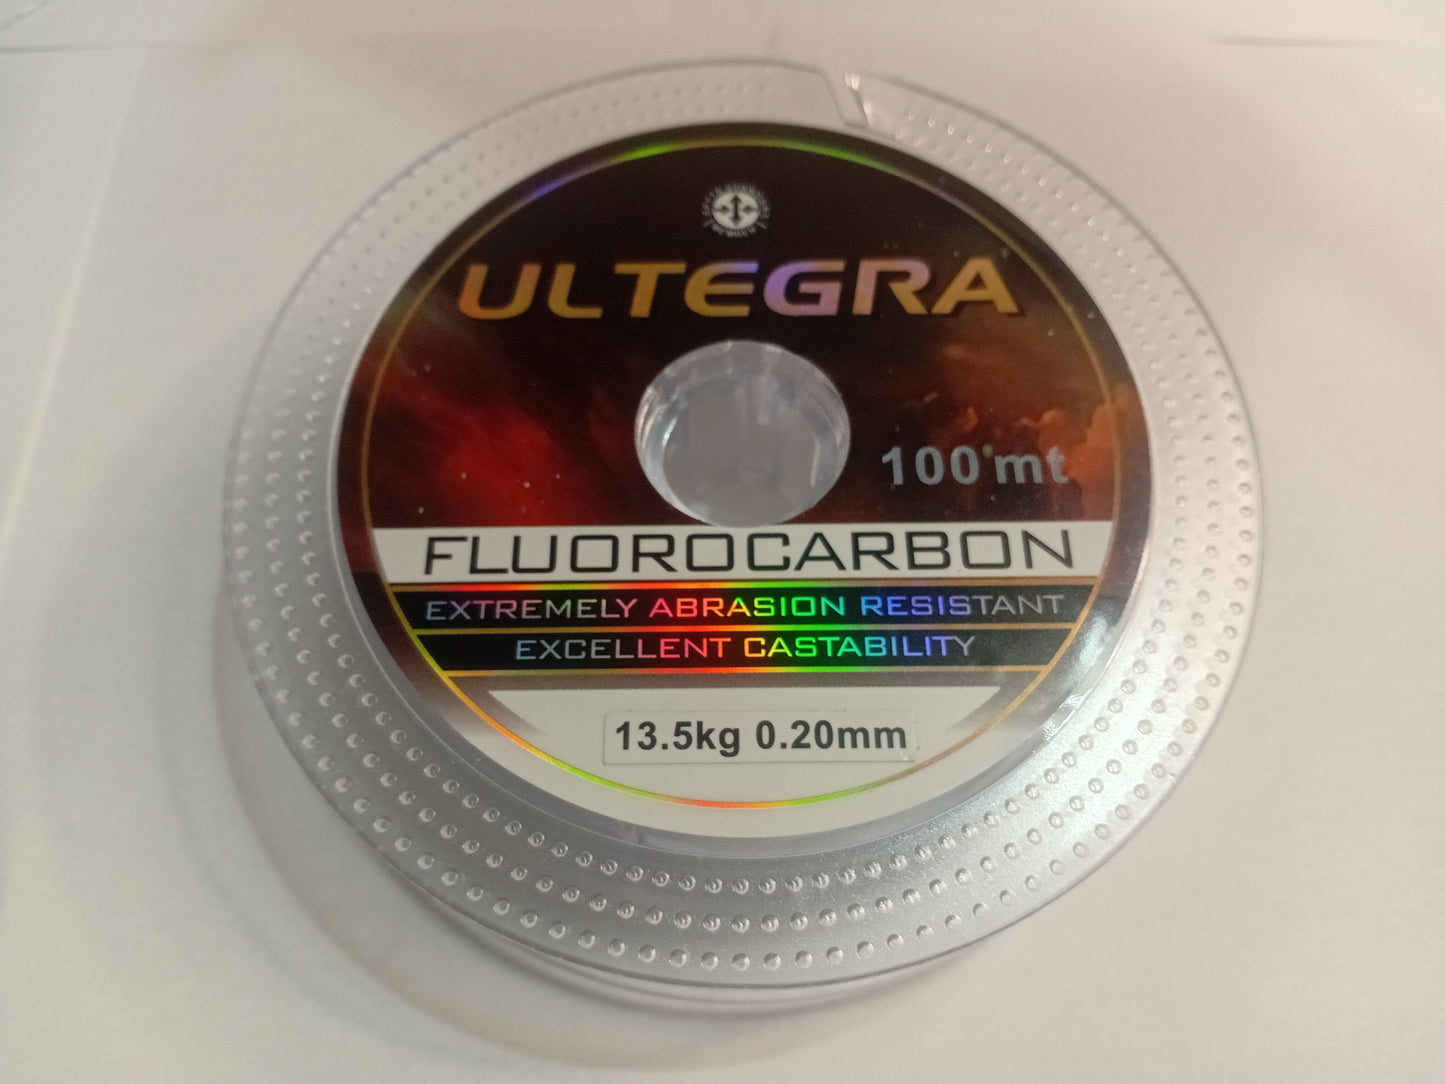 ULTEGRA
100 mt
FLUOROCARBON
EXTREMELY ABRASION RESISTANT
EXCELLENT CASTABILITY
13.5kg 0.20mm